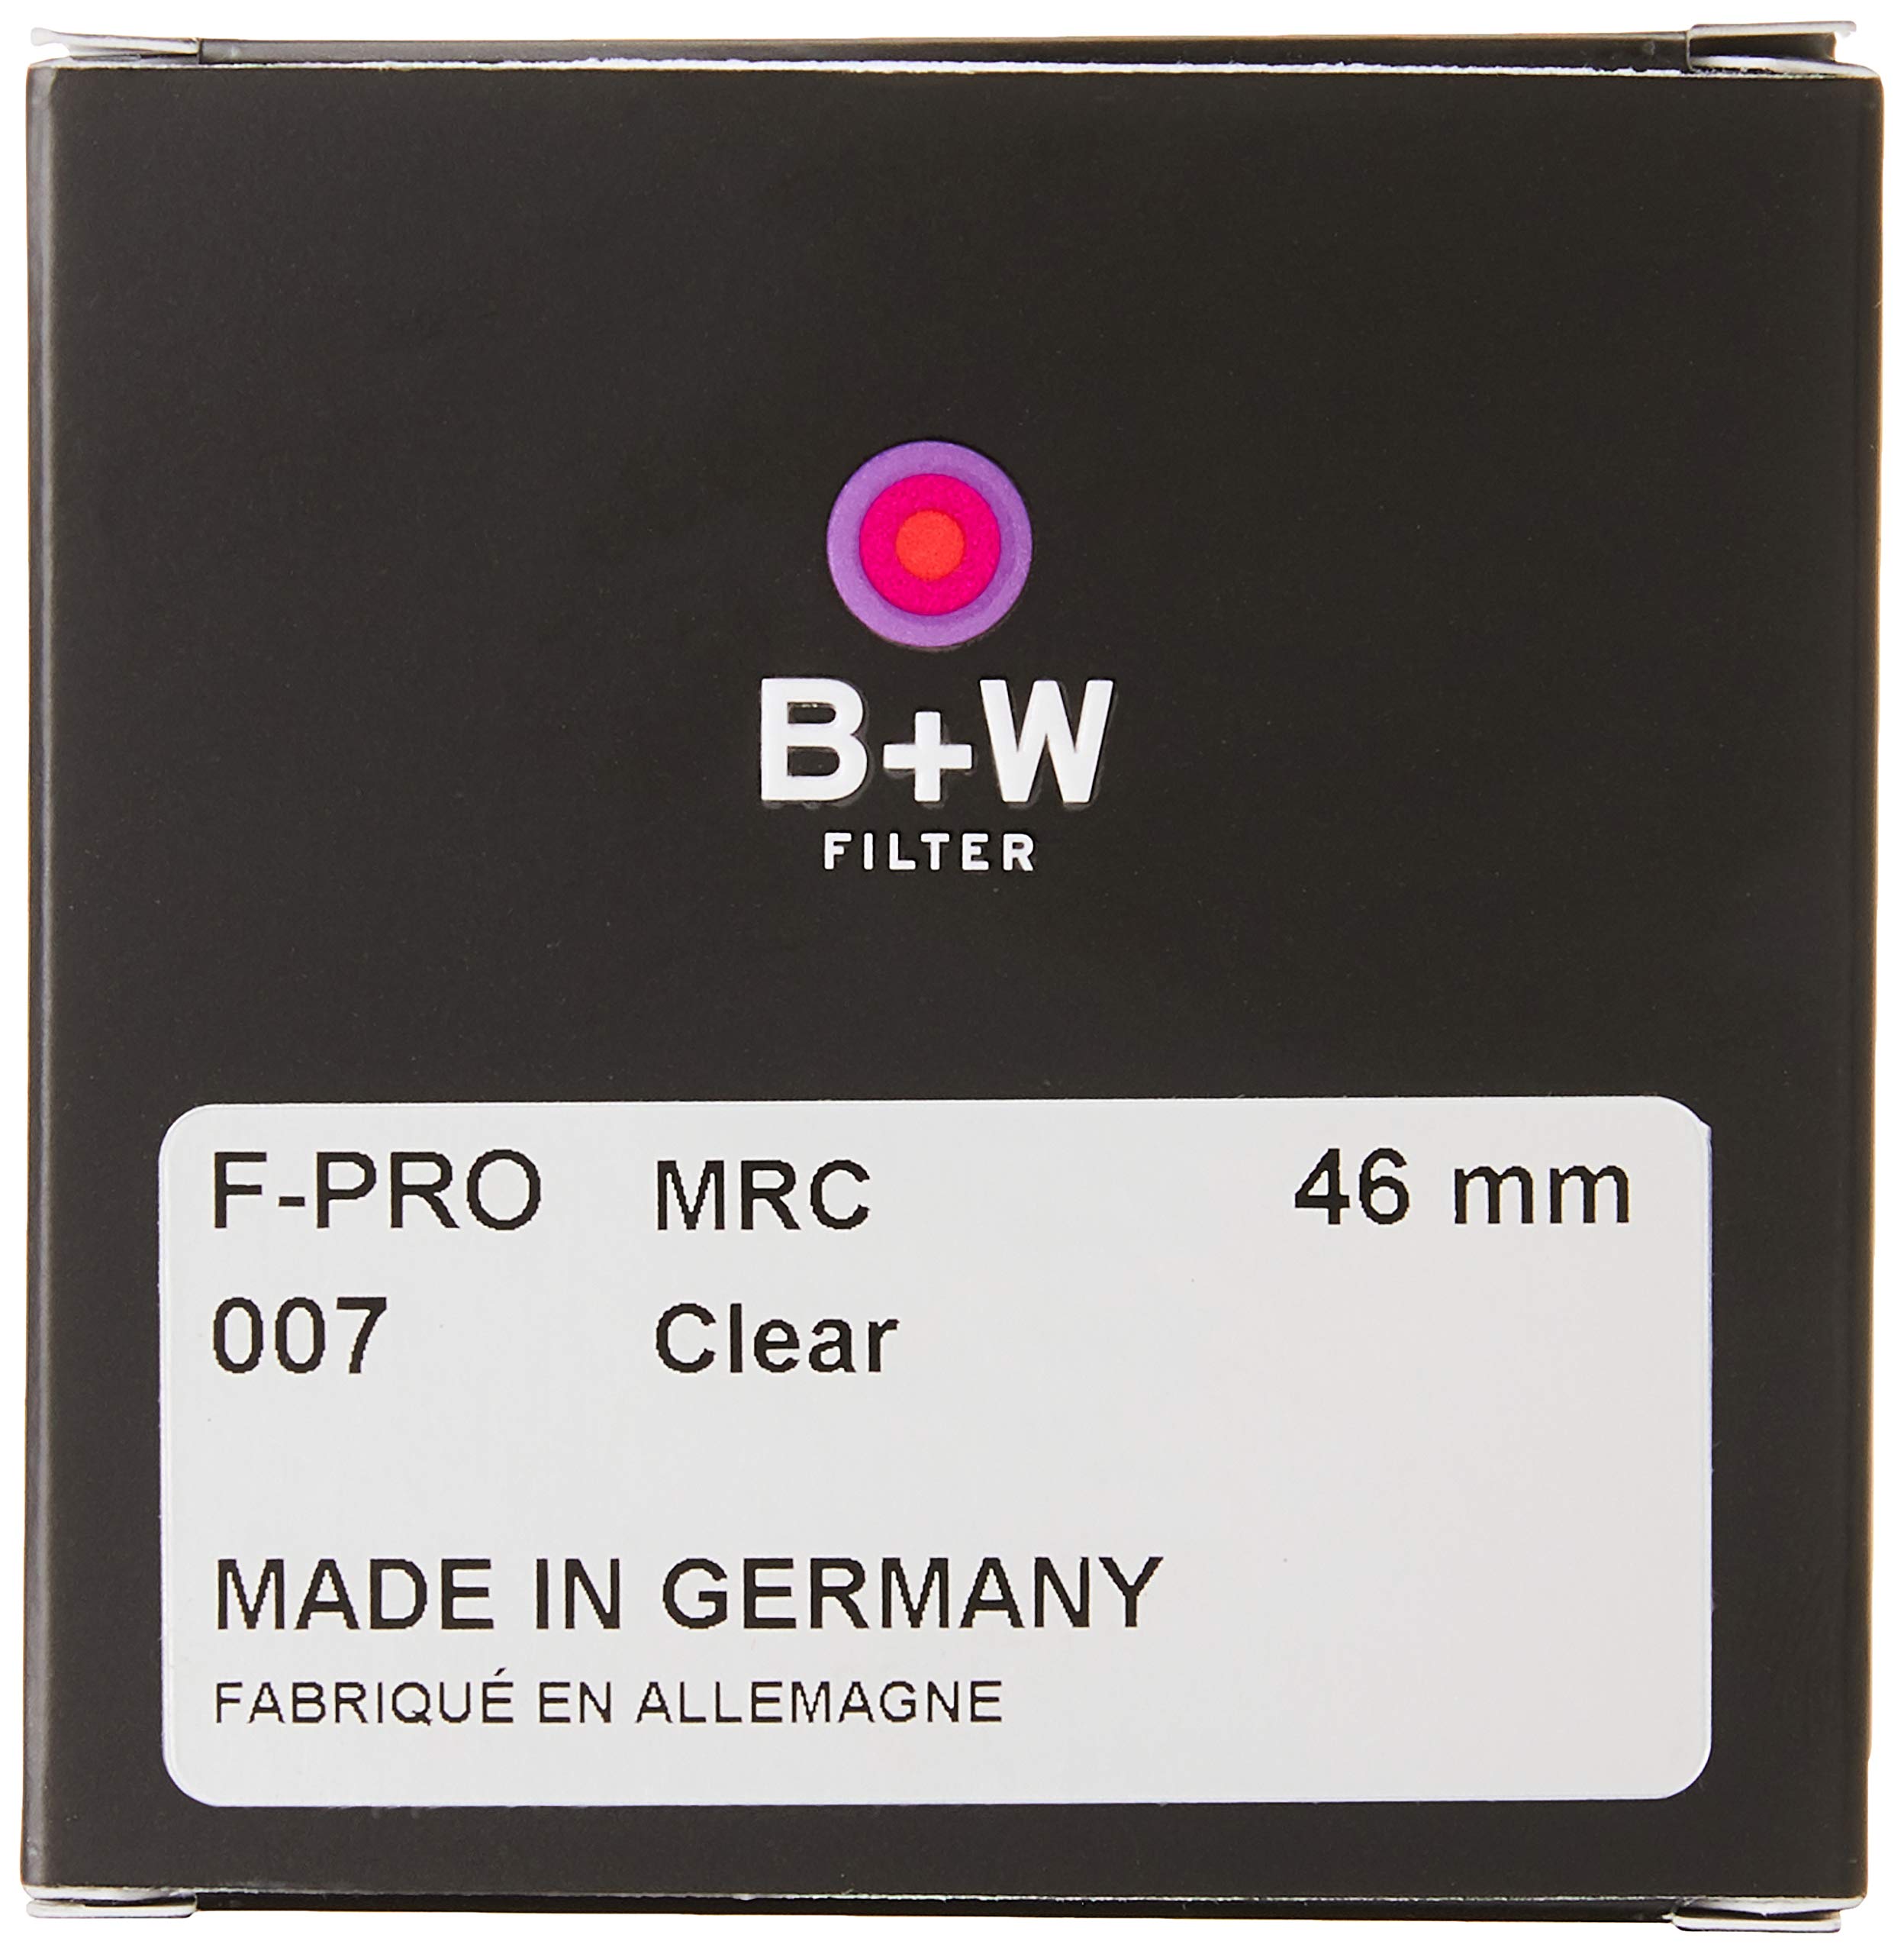 B+W
FILTER
F-PRO MRC 46 mm
007 Clear
MADE IN GERMANY
FABRIQUÉ EN ALLEMAGNE